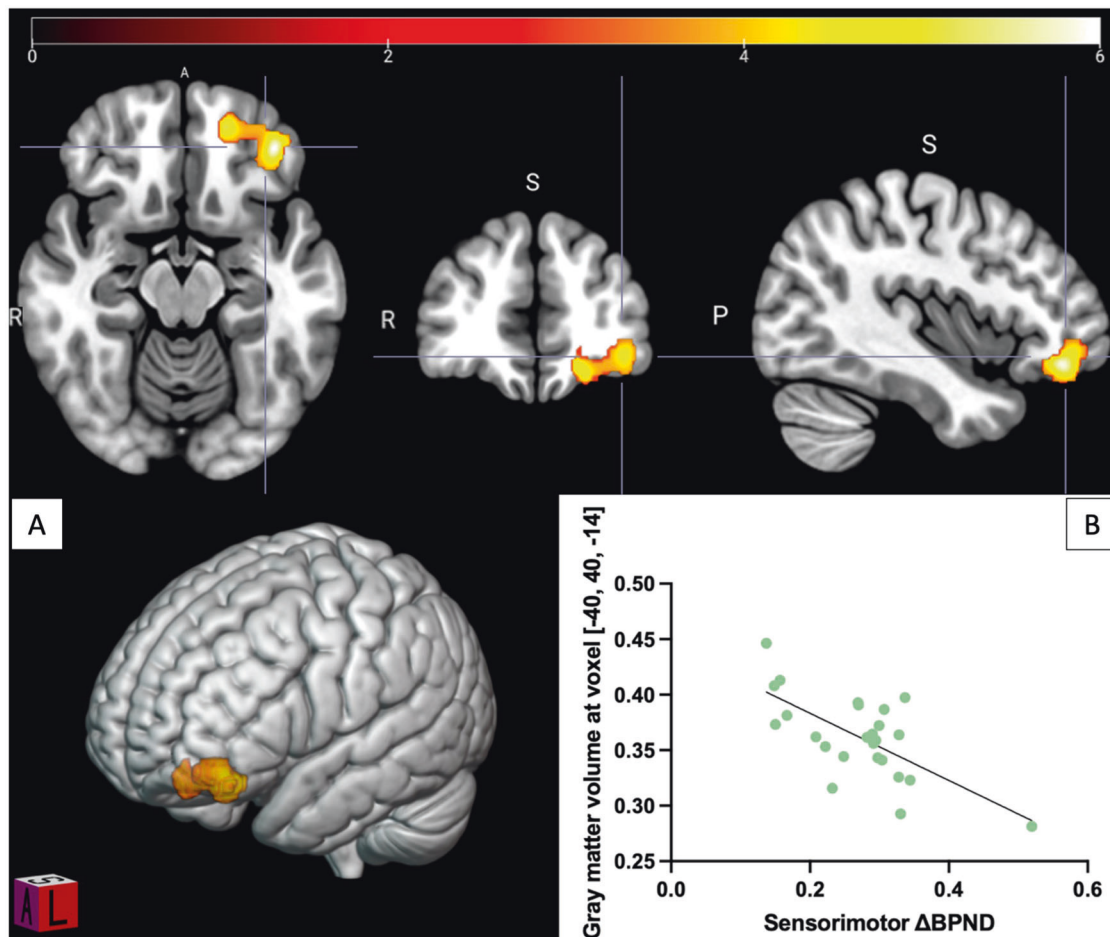 0 2 4 6
A
S
S
R
R
P
A
B
Gray matter volume at voxel [-40, 40, -14]
0.50
0.45
0.40
0.35
0.30
0.25
0.0 0.2 0.4 0.6
Sensorimotor ΔBPND
S
A L